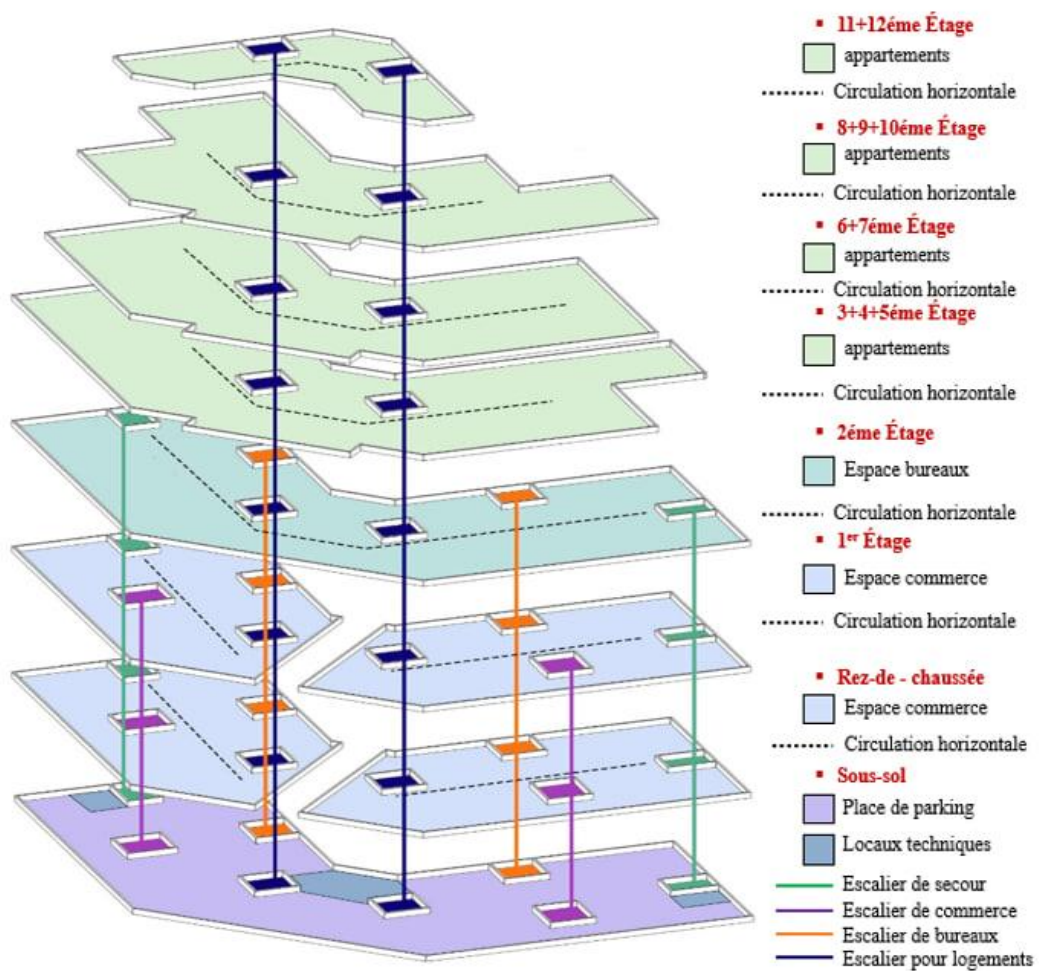 ▪ 11+12éme Étage
appartements
Circulation horizontale
▪ 8+9+10éme Étage
appartements
Circulation horizontale
▪ 6+7éme Étage
appartements
Circulation horizontale
▪ 3+4+5éme Étage
appartements
Circulation horizontale
▪ 2éme Étage
Espace bureaux
Circulation horizontale
▪ 1er Étage
Espace commerce
Circulation horizontale
▪ Rez-de - chaussée
Espace commerce
Circulation horizontale
▪ Sous-sol
Place de parking
Locaux techniques
Escalier de secour
Escalier de commerce
Escalier de bureaux
Escalier pour logements